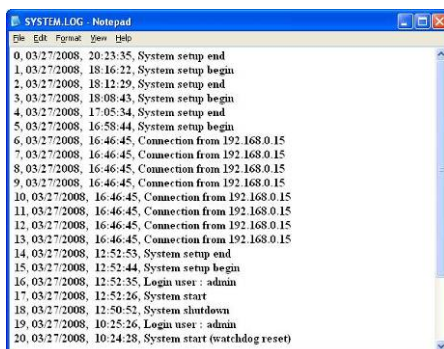 SYSTEM.LOG - Notepad
File Edit Format View Help
0, 03/27/2008, 20:23:35, System setup end
1, 03/27/2008, 18:16:22, System setup begin
2, 03/27/2008, 18:12:29, System setup end
3, 03/27/2008, 18:08:43, System setup begin
4, 03/27/2008, 17:05:34, System setup end
5, 03/27/2008, 16:58:44, System setup begin
6, 03/27/2008, 16:46:45, Connection from 192.168.0.15
7, 03/27/2008, 16:46:45, Connection from 192.168.0.15
8, 03/27/2008, 16:46:45, Connection from 192.168.0.15
9, 03/27/2008, 16:46:45, Connection from 192.168.0.15
10, 03/27/2008, 16:46:45, Connection from 192.168.0.15
11, 03/27/2008, 16:46:45, Connection from 192.168.0.15
12, 03/27/2008, 16:46:45, Connection from 192.168.0.15
13, 03/27/2008, 16:46:45, Connection from 192.168.0.15
14, 03/27/2008, 12:52:53, System setup end
15, 03/27/2008, 12:52:44, System setup begin
16, 03/27/2008, 12:52:35, Login user : admin
17, 03/27/2008, 12:52:26, System start
18, 03/27/2008, 12:50:52, System shutdown
19, 03/27/2008, 10:25:26, Login user : admin
20, 03/27/2008, 10:24:28, System start (watchdog reset)